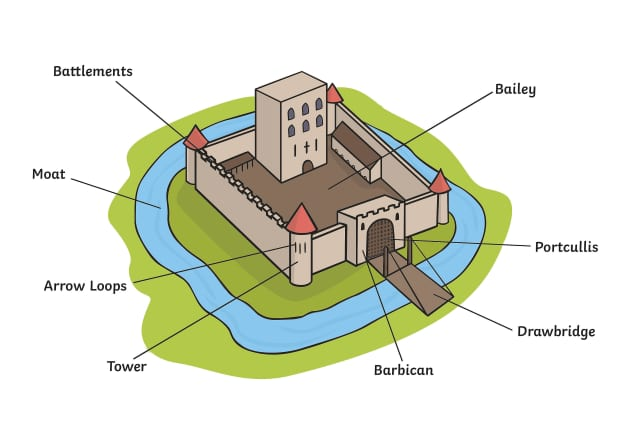 Battlements
Bailey
Moat
Portcullis
Arrow Loops
Drawbridge
Tower
Barbican